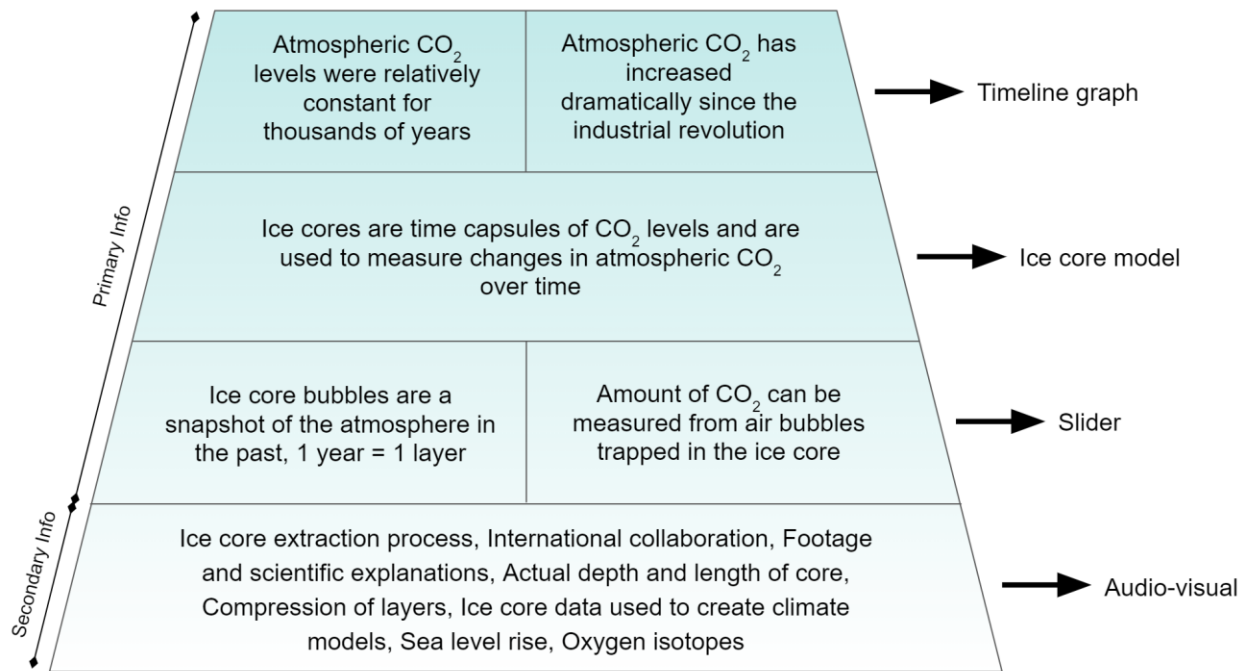 Atmospheric CO₂
levels were relatively
constant for
thousands of years
Atmospheric CO₂ has
increased
dramatically since the
industrial revolution
Timeline graph
Primary Info
Ice cores are time capsules of CO₂ levels and are
used to measure changes in atmospheric CO₂
over time
Ice core model
Ice core bubbles are a
snapshot of the atmosphere in
the past, 1 year = 1 layer
Amount of CO₂ can be
measured from air bubbles
trapped in the ice core
Slider
Secondary Info
Ice core extraction process, International collaboration, Footage
and scientific explanations, Actual depth and length of core,
Compression of layers, Ice core data used to create climate
models, Sea level rise, Oxygen isotopes
Audio-visual